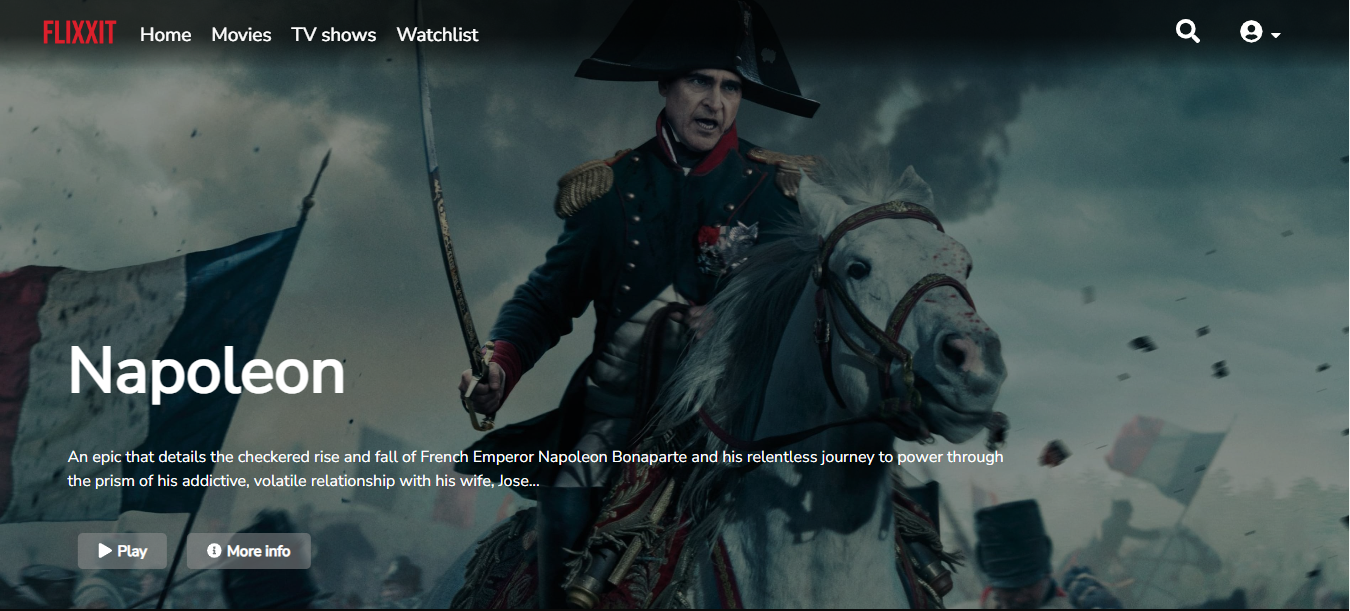 FLIXXIT Home Movies TV shows Watchlist
Napoleon
An epic that details the checkered rise and fall of French Emperor Napoleon Bonaparte and his relentless journey to power through
the prism of his addictive, volatile relationship with his wife, Jose...
Play More info